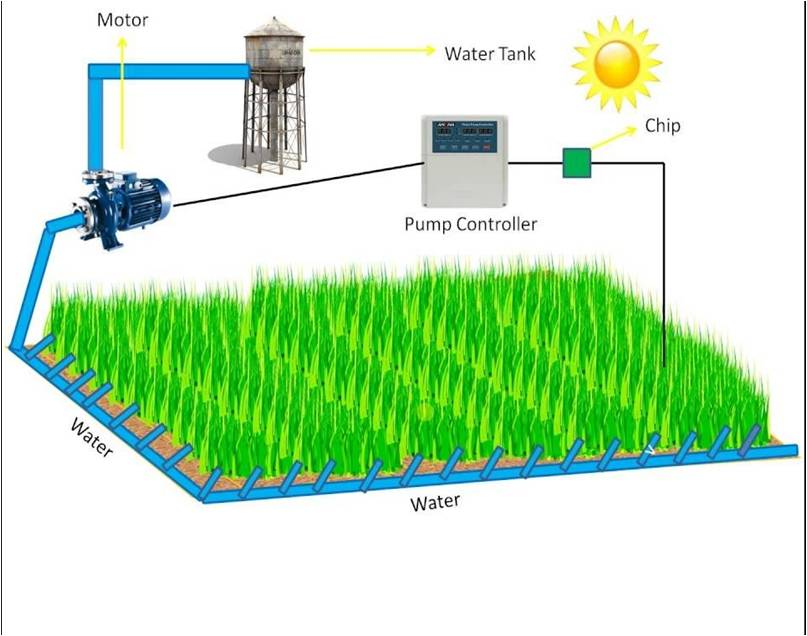 Motor
Water Tank
Chip
Pump Controller
Water
Water